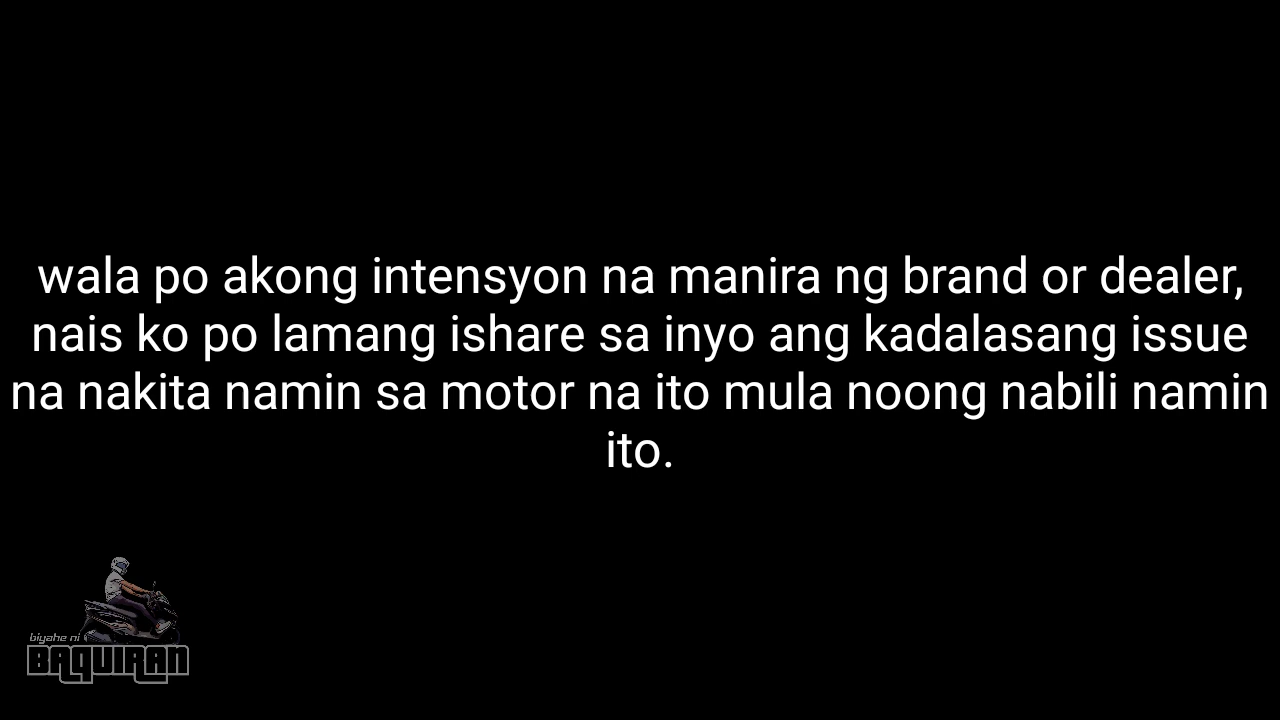 wala po akong intensyon na manira ng brand or dealer,
nais ko po lamang ishare sa inyo ang kadalasang issue
na nakita namin sa motor na ito mula noong nabili namin
ito.
biyahe ni
BAQUIRAN